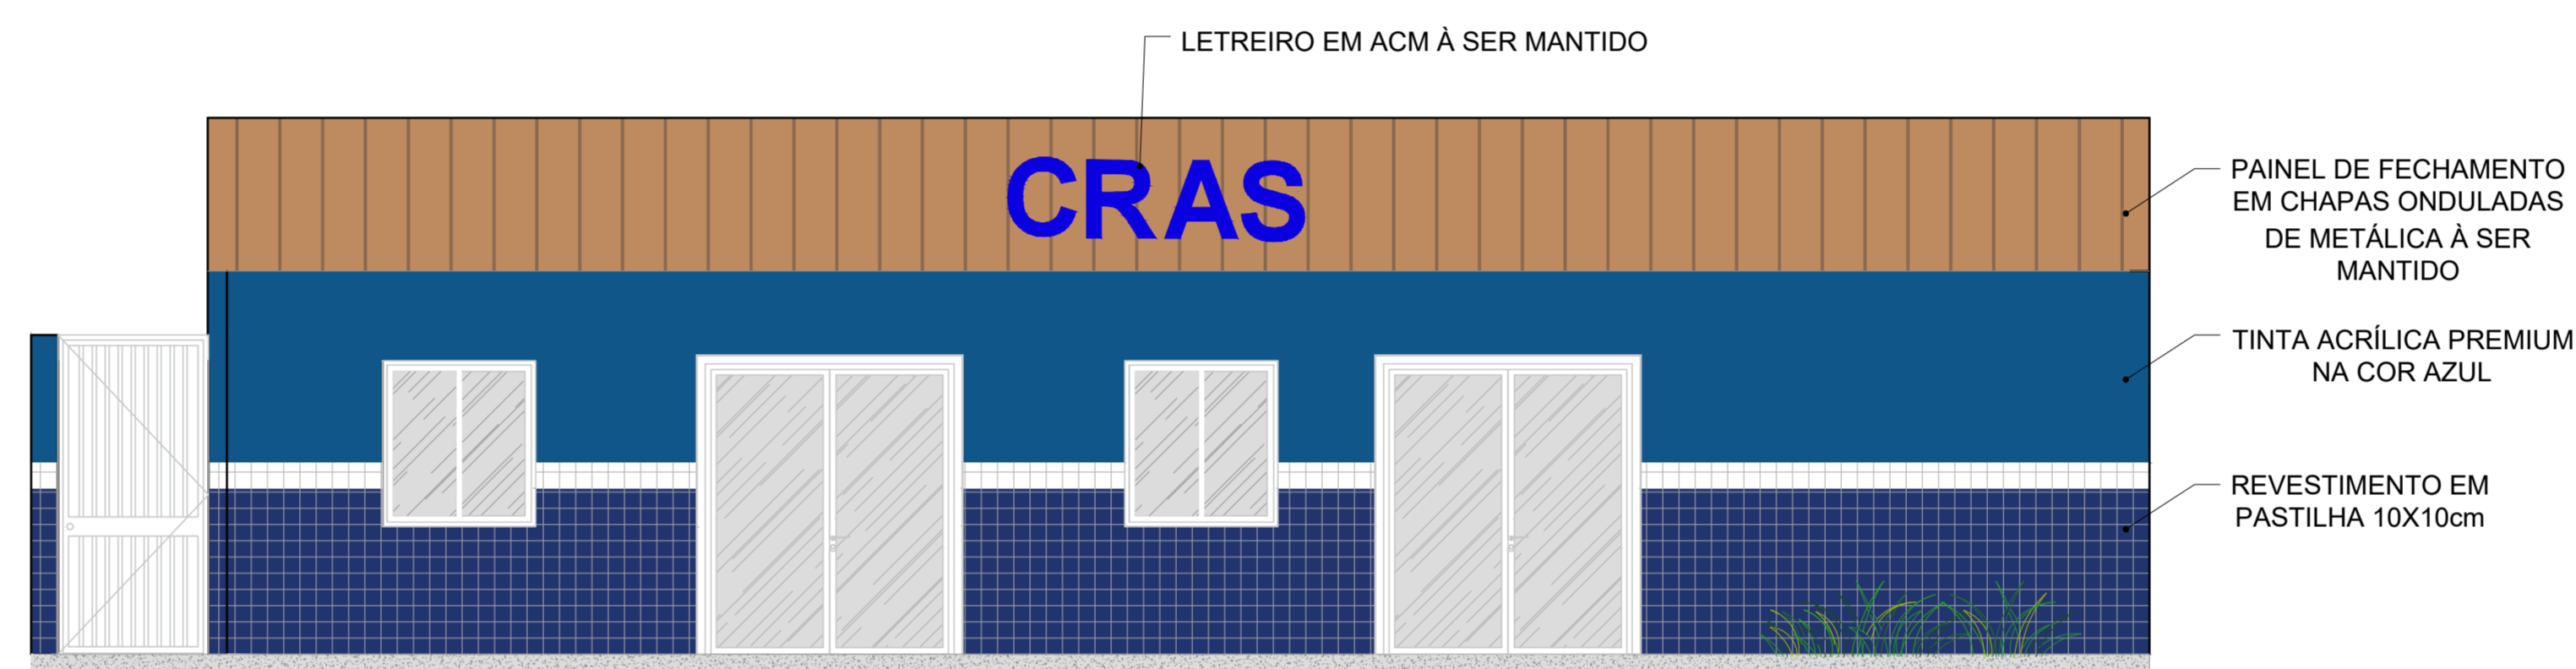 LETREIRO EM ACM À SER MANTIDO
CRAS
PAINEL DE FECHAMENTO
EM CHAPAS ONDULADAS
DE METÁLICA À SER
MANTIDO
TINTA ACRÍLICA PREMIUM
NA COR AZUL
REVESTIMENTO EM
PASTILHA 10X10cm